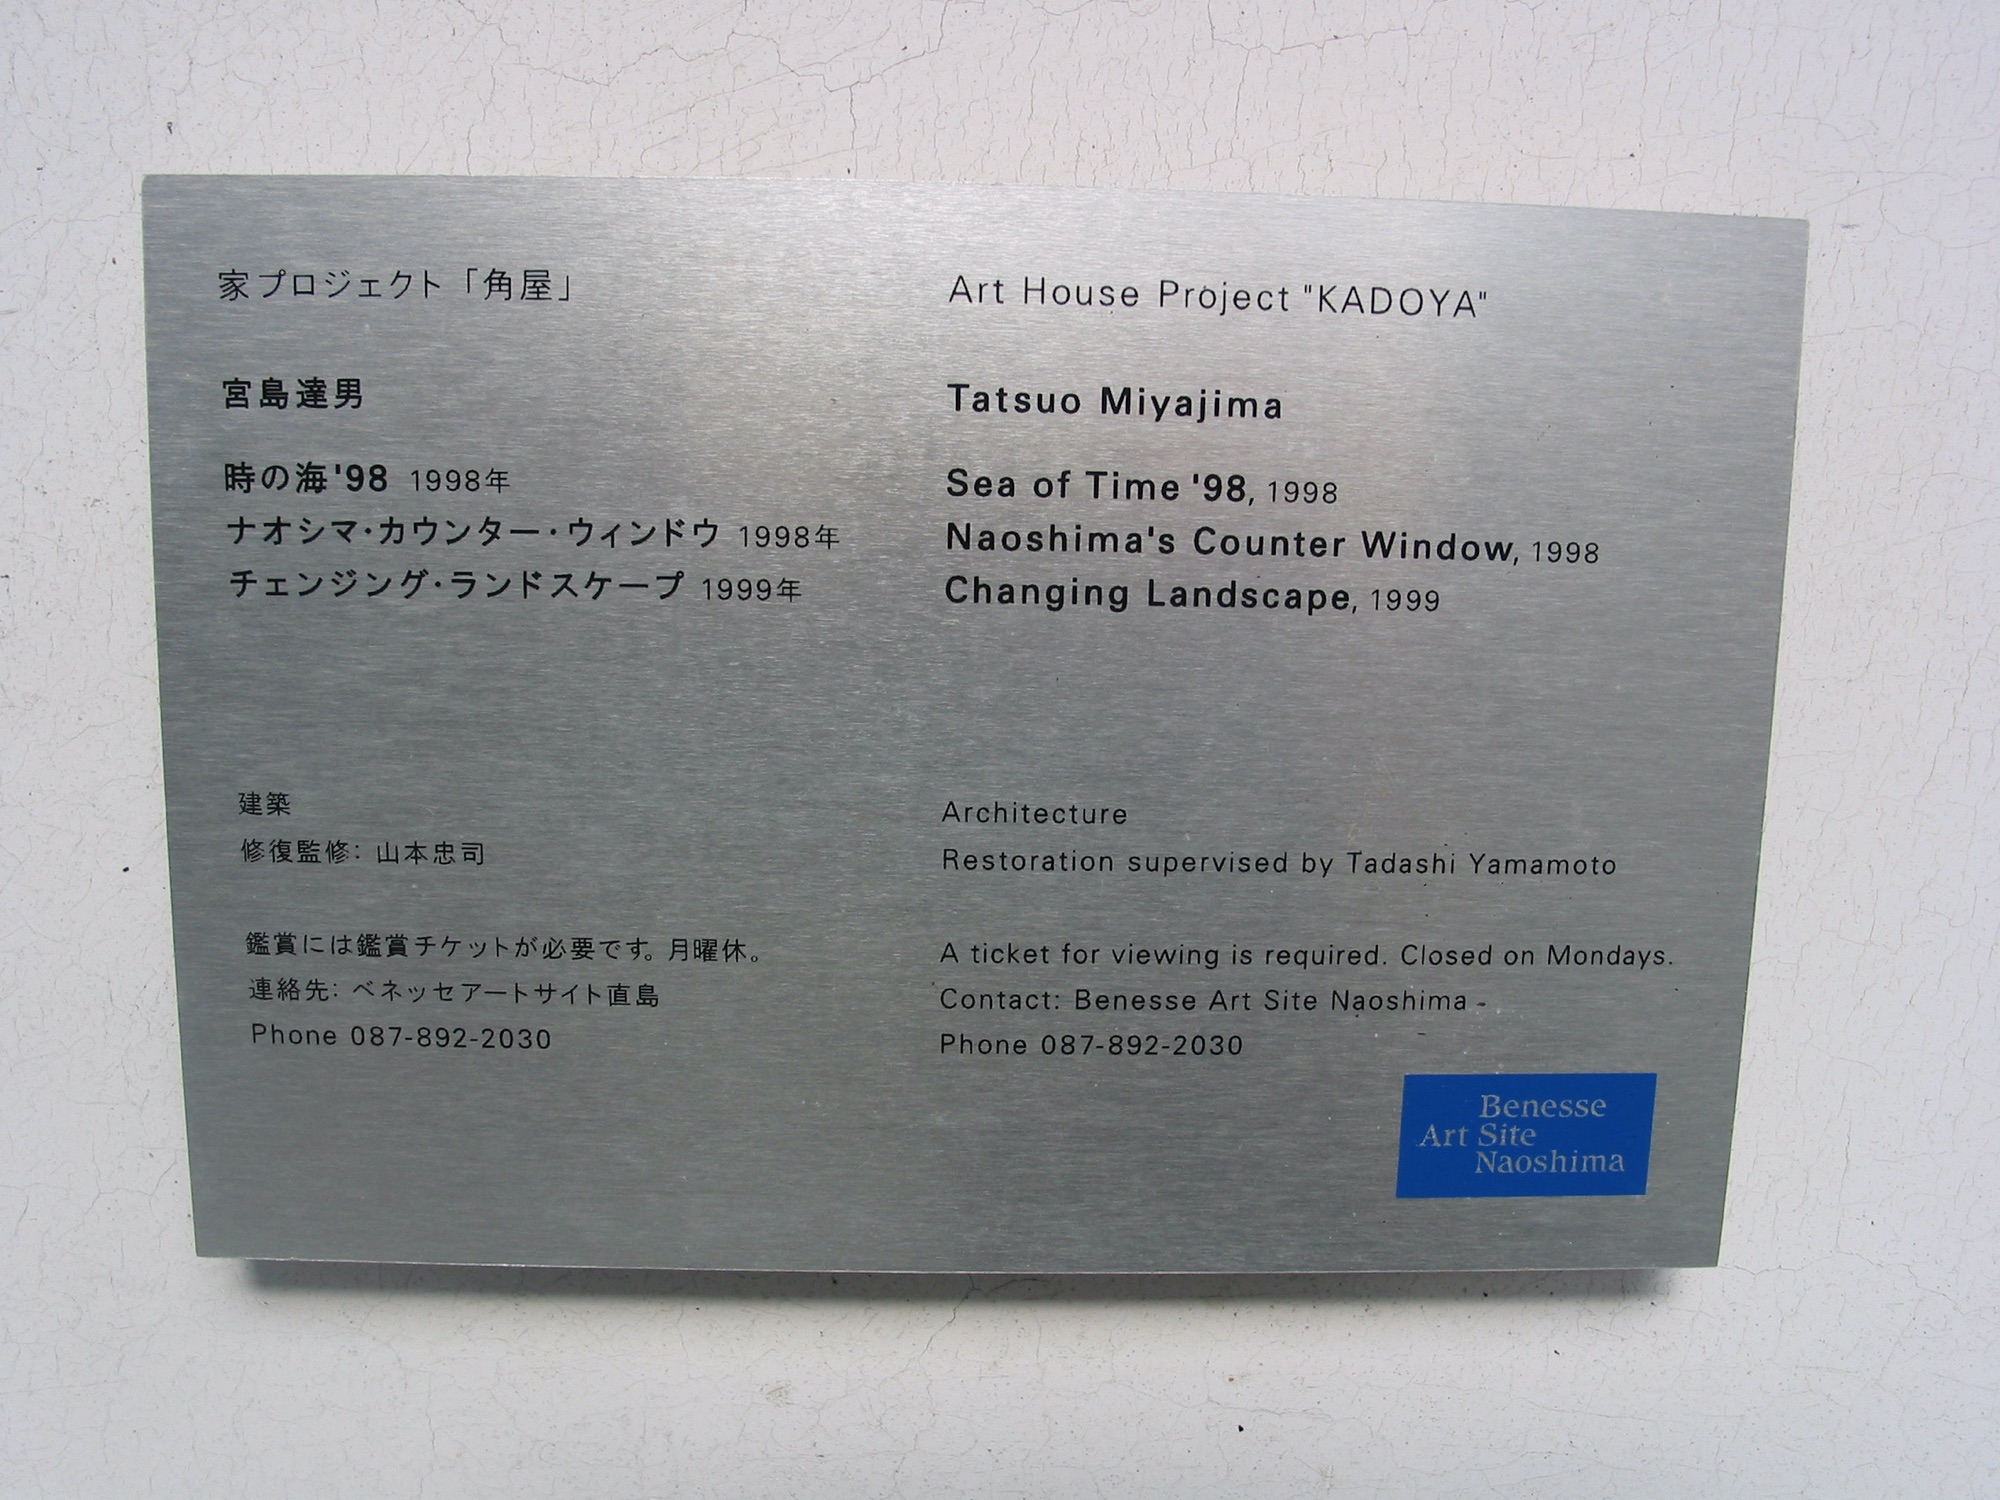 家プロジェクト「角屋」
宮島達男
時の海'98 1998年
ナオシマ・カウンター・ウィンドウ 1998年
チェンジング・ランドスケープ 1999年
建築
修復監修: 山本忠司
鑑賞には鑑賞チケットが必要です。月曜休。
連絡先: ベネッセアートサイト直島
Phone 087-892-2030
Art House Project "KADOYA"
Tatsuo Miyajima
Sea of Time '98, 1998
Naoshima's Counter Window, 1998
Changing Landscape, 1999
Architecture
Restoration supervised by Tadashi Yamamoto
A ticket for viewing is required. Closed on Mondays.
Contact: Benesse Art Site Naoshima
Phone 087-892-2030
Benesse
Art Site
Naoshima